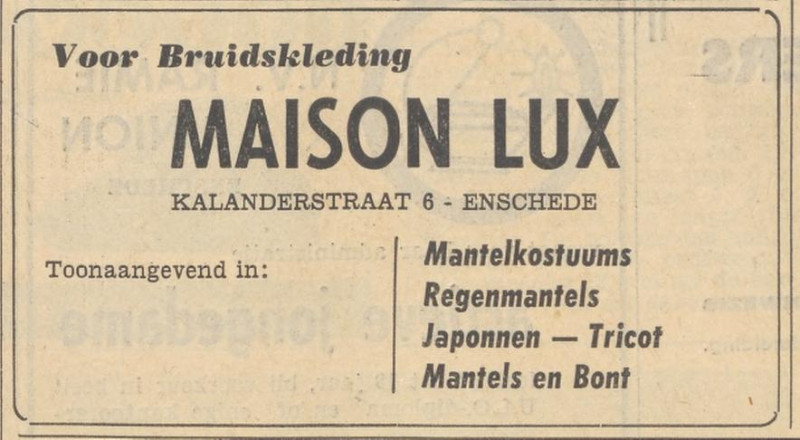 Voor Bruidskleding
MAISON LUX
KALANDERSTRAAT 6 - ENSCHEDE
Toonaangevend in:
Mantelkostuums
Regenmantels
Japonnen — Tricot
Mantels en Bont